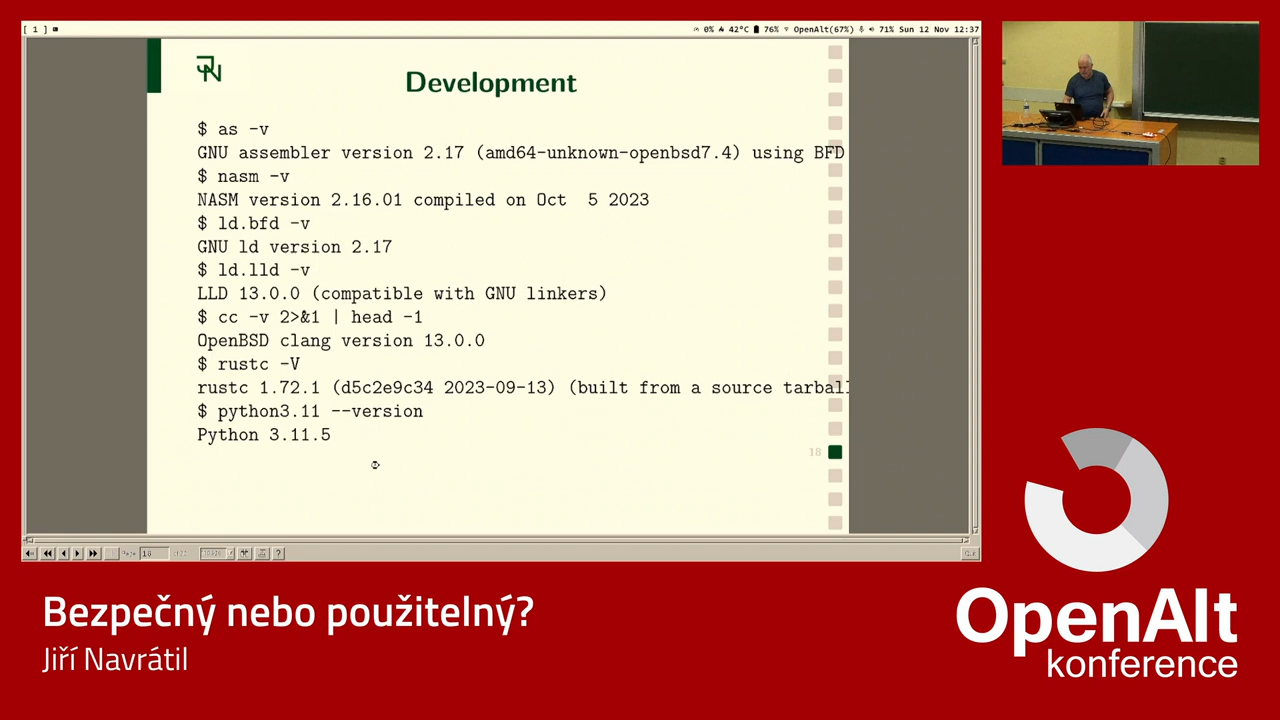 [ 1 ]
0% 42°C 76% OpenAlt(67%) 71% Sun 12 Nov 12:37
Development
$ as -v
GNU assembler version 2.17 (amd64-unknown-openbsd7.4) using BFD
$ nasm -v
NASM version 2.16.01 compiled on Oct  5 2023
$ ld.bfd -v
GNU ld version 2.17
$ ld.lld -v
LLD 13.0.0 (compatible with GNU linkers)
$ cc -v 2>&1 | head -1
OpenBSD clang version 13.0.0
$ rustc -V
rustc 1.72.1 (d5c2e9c34 2023-09-13) (built from a source tarball
$ python3.11 --version
Python 3.11.5
18
Page 18
?
Bezpečný nebo použitelný?
Jiří Navrátil
OpenAlt
konference